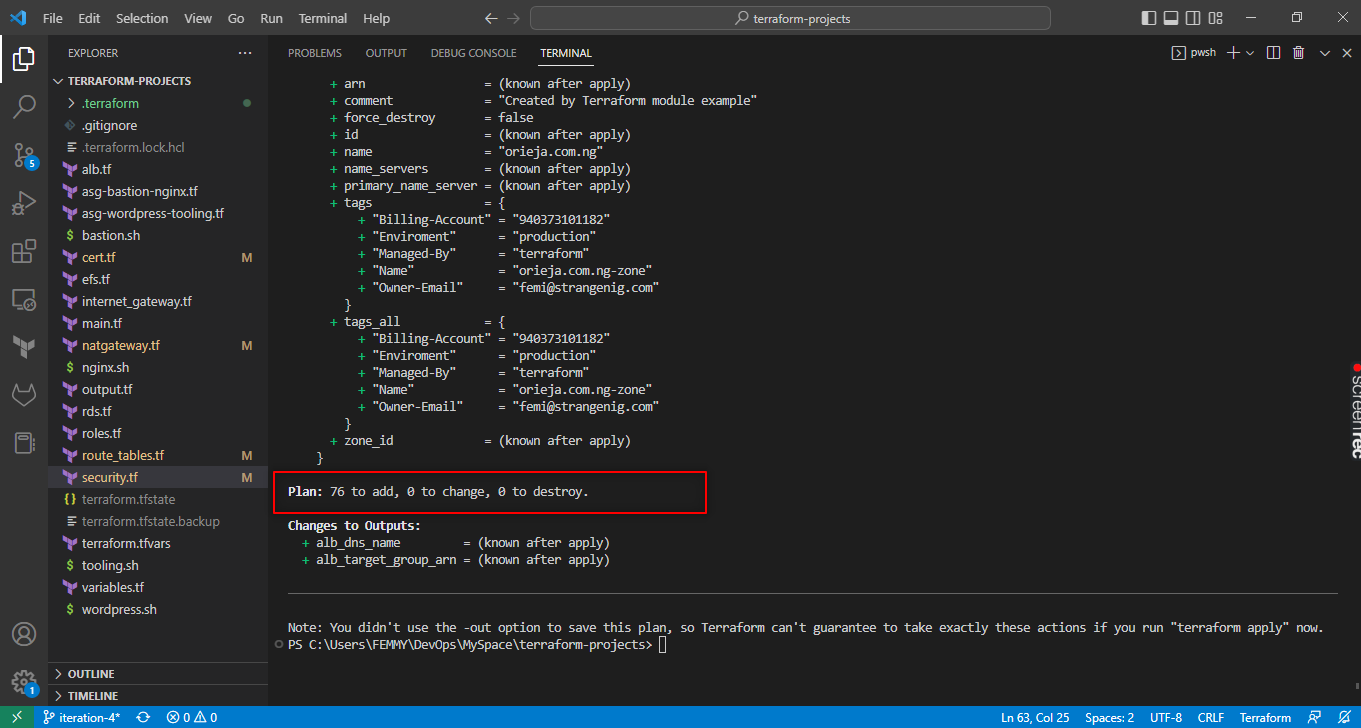 File Edit Selection View Go Run Terminal Help
terraform-projects
EXPLORER
TERRAFORM-PROJECTS
.terraform
.gitignore
.terraform.lock.hcl
alb.tf
asg-bastion-nginx.tf
asg-wordpress-tooling.tf
bastion.sh
cert.tf M
efs.tf
internet_gateway.tf
main.tf
natgateway.tf M
nginx.sh
output.tf
rds.tf
roles.tf
route_tables.tf M
security.tf M
terraform.tfstate
terraform.tfstate.backup
terraform.tfvars
tooling.sh
variables.tf
wordpress.sh
OUTLINE
TIMELINE
5
1
PROBLEMS OUTPUT DEBUG CONSOLE TERMINAL
pwsh
+ arn = (known after apply)
+ comment = "Created by Terraform module example"
+ force_destroy = false
+ id = (known after apply)
+ name = "orieja.com.ng"
+ name_servers = (known after apply)
+ primary_name_server = (known after apply)
+ tags = {
+ "Billing-Account" = "940373101182"
+ "Enviroment" = "production"
+ "Managed-By" = "terraform"
+ "Name" = "orieja.com.ng-zone"
+ "Owner-Email" = "femi@strangenig.com"
}
+ tags_all = {
+ "Billing-Account" = "940373101182"
+ "Enviroment" = "production"
+ "Managed-By" = "terraform"
+ "Name" = "orieja.com.ng-zone"
+ "Owner-Email" = "femi@strangenig.com"
}
+ zone_id = (known after apply)
}
Plan: 76 to add, 0 to change, 0 to destroy.
Changes to Outputs:
+ alb_dns_name = (known after apply)
+ alb_target_group_arn = (known after apply)
Note: You didn't use the -out option to save this plan, so Terraform can't guarantee to take exactly these actions if you run "terraform apply" now.
PS C:\Users\FEMMY\DevOps\MySpace\terraform-projects>
screenrec
iteration-4* 0 0 Ln 63, Col 25 Spaces: 2 UTF-8 CRLF Terraform